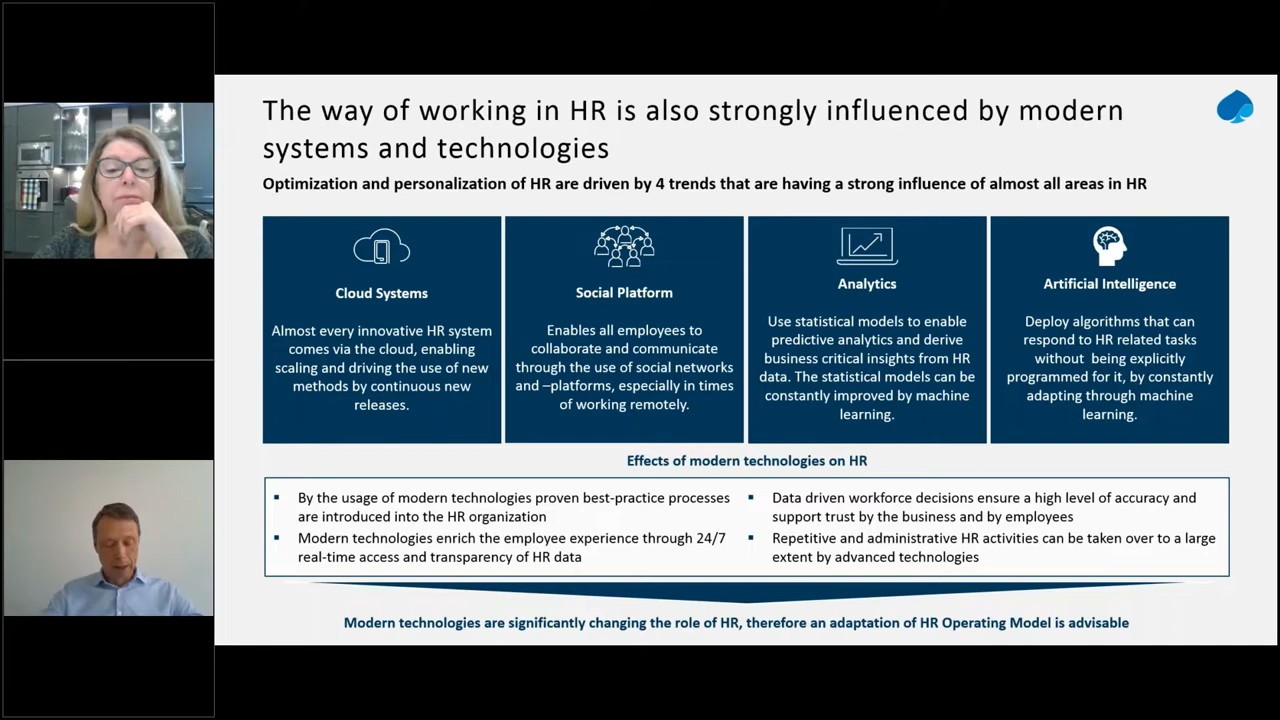 The way of working in HR is also strongly influenced by modern
systems and technologies
Optimization and personalization of HR are driven by 4 trends that are having a strong influence of almost all areas in HR
Cloud Systems
Almost every innovative HR system
comes via the cloud, enabling
scaling and driving the use of new
methods by continuous new
releases.
Social Platform
Enables all employees to
collaborate and communicate
through the use of social networks
and –platforms, especially in times
of working remotely.
Analytics
Use statistical models to enable
predictive analytics and derive
business critical insights from HR
data. The statistical models can be
constantly improved by machine
learning.
Artificial Intelligence
Deploy algorithms that can
respond to HR related tasks
without being explicitly
programmed for it, by constantly
adapting through machine
learning.
Effects of modern technologies on HR
▪ By the usage of modern technologies proven best-practice processes
are introduced into the HR organization
▪ Modern technologies enrich the employee experience through 24/7
real-time access and transparency of HR data
▪ Data driven workforce decisions ensure a high level of accuracy and
support trust by the business and by employees
▪ Repetitive and administrative HR activities can be taken over to a large
extent by advanced technologies
Modern technologies are significantly changing the role of HR, therefore an adaptation of HR Operating Model is advisable